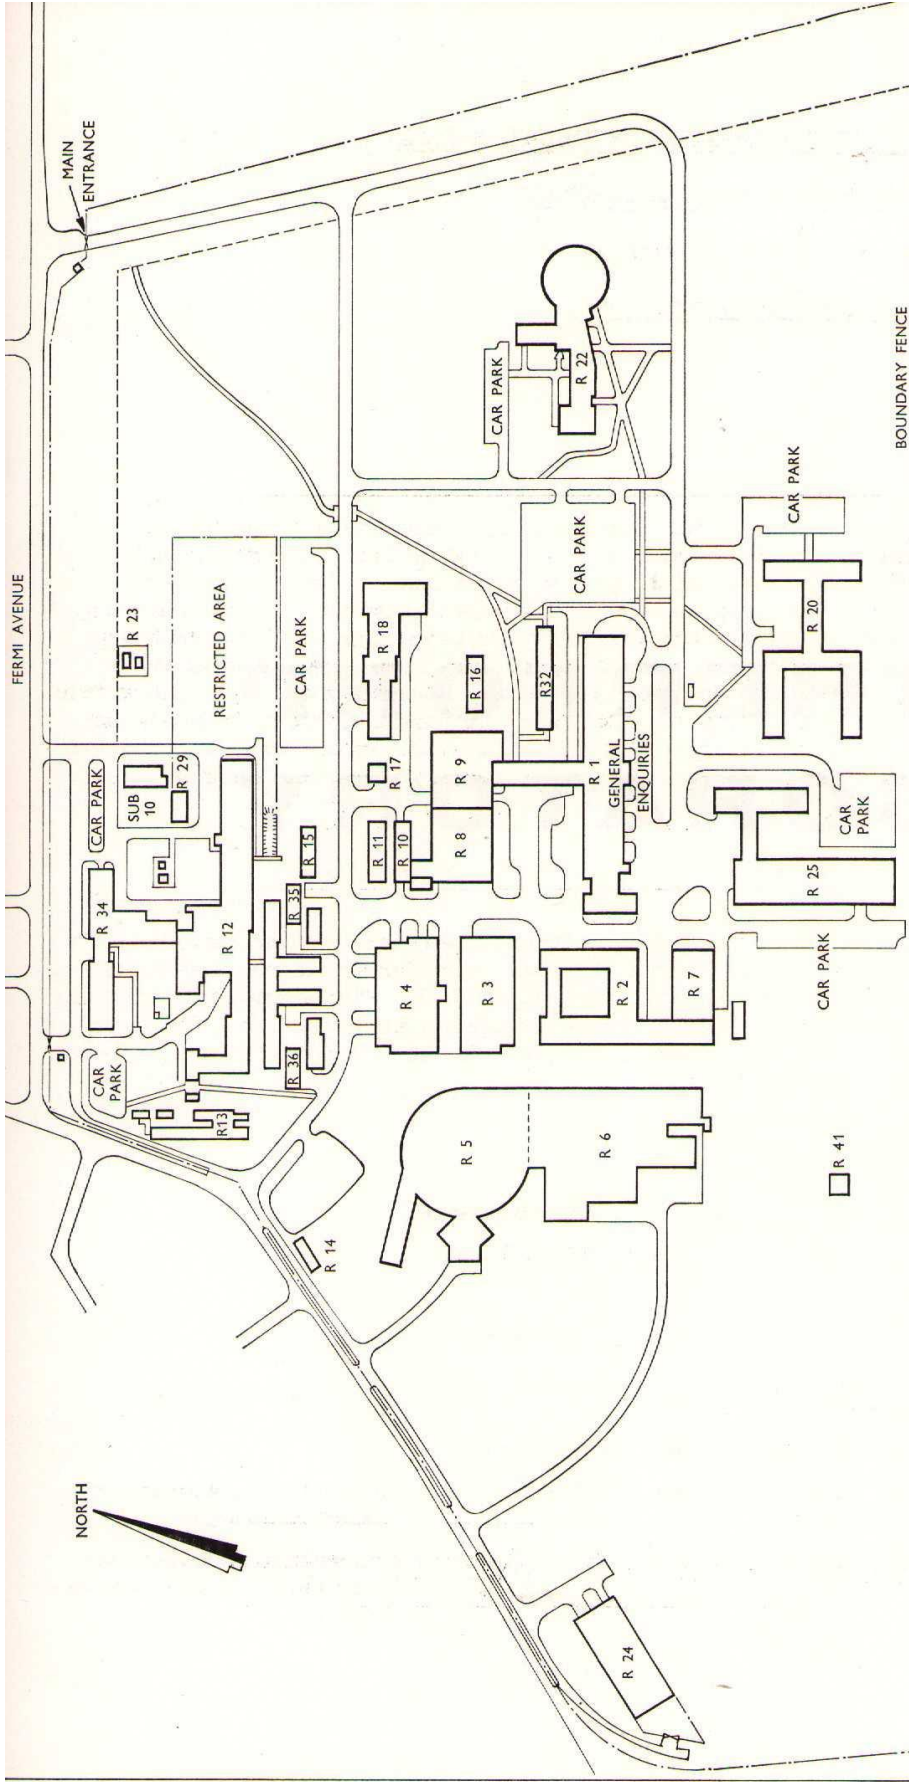 FERMI AVENUE
MAIN
ENTRANCE
NORTH
R 23
RESTRICTED AREA
CAR PARK
SUB
10
R 29
CAR PARK
R 34
R 12
CAR PARK
R13
R 14
R 36
R 35
R 15
R 17
R 18
R 11
R 10
R 9
R 8
R 16
R32
CAR PARK
CAR PARK
R 22
R 1
GENERAL
ENQUIRIES
R 4
R 3
R 2
R 7
R 5
R 6
R 24
R 41
CAR PARK
R 25
CAR
PARK
R 20
CAR PARK
BOUNDARY FENCE